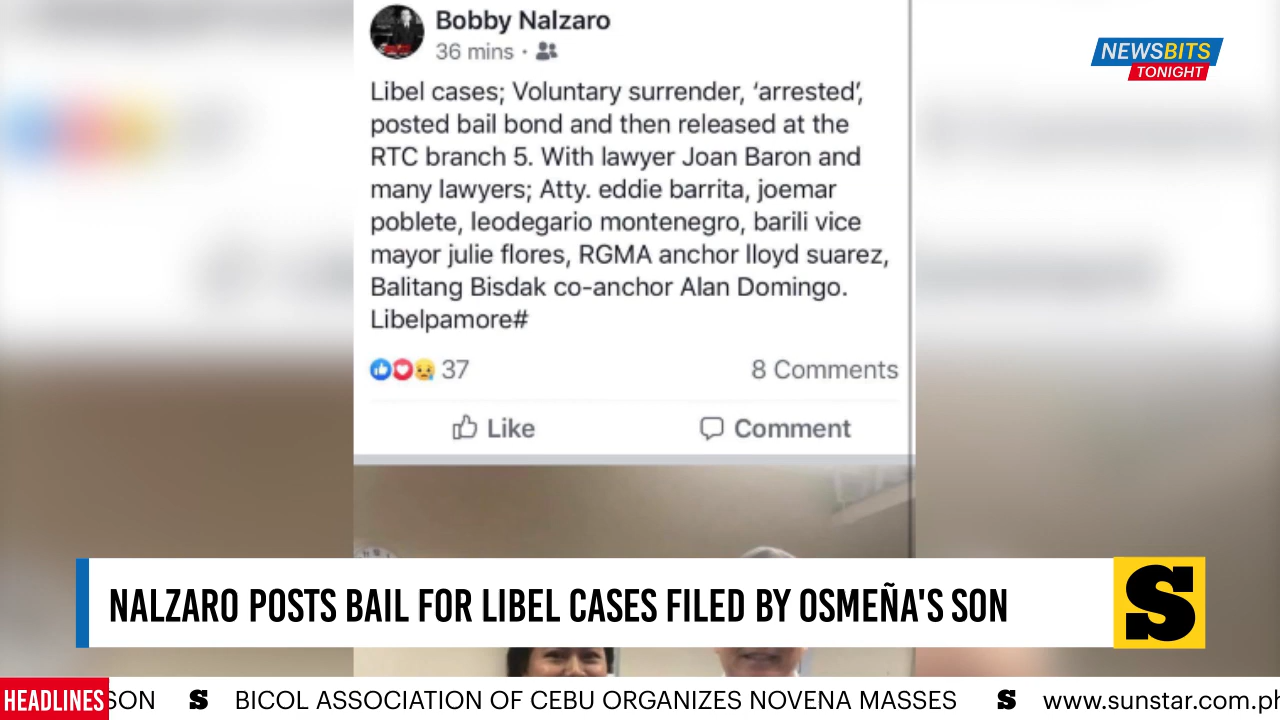 Bobby Nalzaro
36 mins ·
NEWSBITS
TONIGHT
Libel cases; Voluntary surrender, ‘arrested’,
posted bail bond and then released at the
RTC branch 5. With lawyer Joan Baron and
many lawyers; Atty. eddie barrita, joemar
poblete, leodegario montenegro, barili vice
mayor julie flores, RGMA anchor lloyd suarez,
Balitang Bisdak co-anchor Alan Domingo.
Libelpamore#
37
8 Comments
Like
Comment
NALZARO POSTS BAIL FOR LIBEL CASES FILED BY OSMEÑA'S SON
S
HEADLINES SON S BICOL ASSOCIATION OF CEBU ORGANIZES NOVENA MASSES S www.sunstar.com.ph